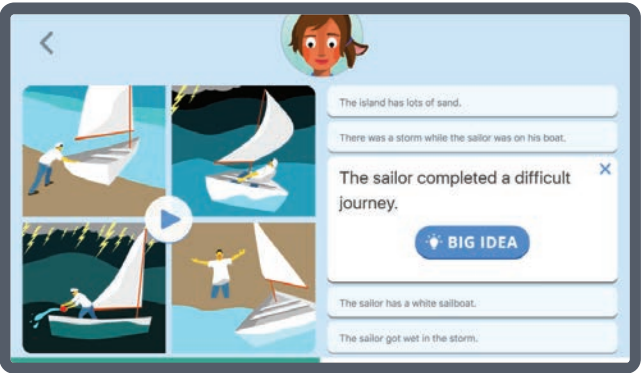 The island has lots of sand.
There was a storm while the sailor was on his boat.
The sailor completed a difficult
journey.
BIG IDEA
The sailor has a white sailboat.
The sailor got wet in the storm.